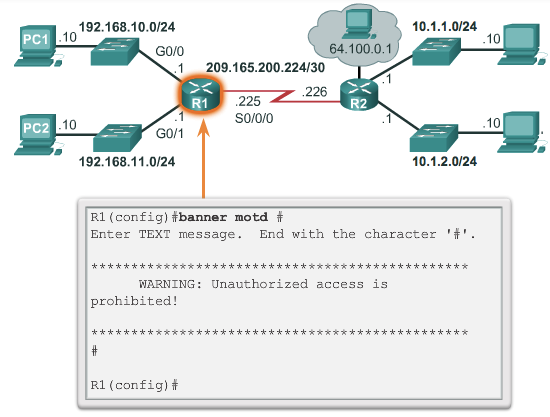 192.168.10.0/24
10.1.1.0/24
PC1
.10
G0/0
.1
64.100.0.1
.10
.1
209.165.200.224/30
R1
.225
S0/0/0
.226
R2
PC2
.10
.1
G0/1
.1
.10
192.168.11.0/24
10.1.2.0/24
R1(config)#banner motd #
Enter TEXT message.  End with the character '#'.
***********************************************
WARNING: Unauthorized access is
prohibited!
***********************************************
#
R1(config)#